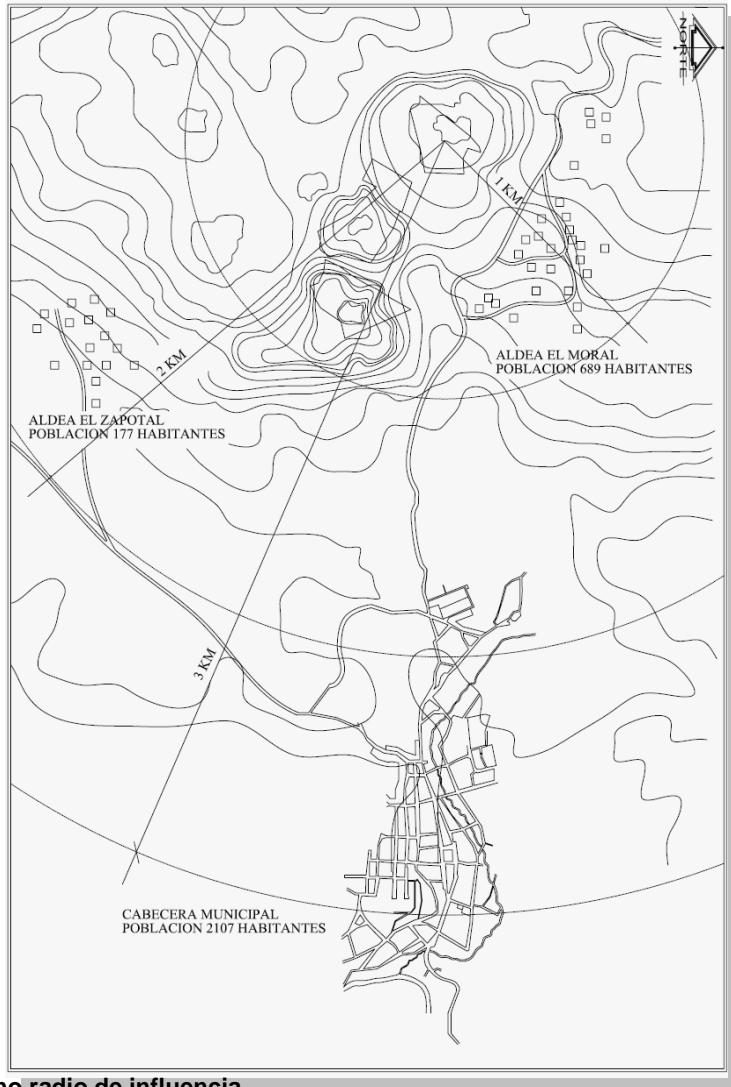 NORTE
1 KM
ALDEA EL MORAL
POBLACION 689 HABITANTES
2 KM
ALDEA EL ZAPOTAL
POBLACION 177 HABITANTES
3 KM
CABECERA MUNICIPAL
POBLACION 2107 HABITANTES
radio de influencia